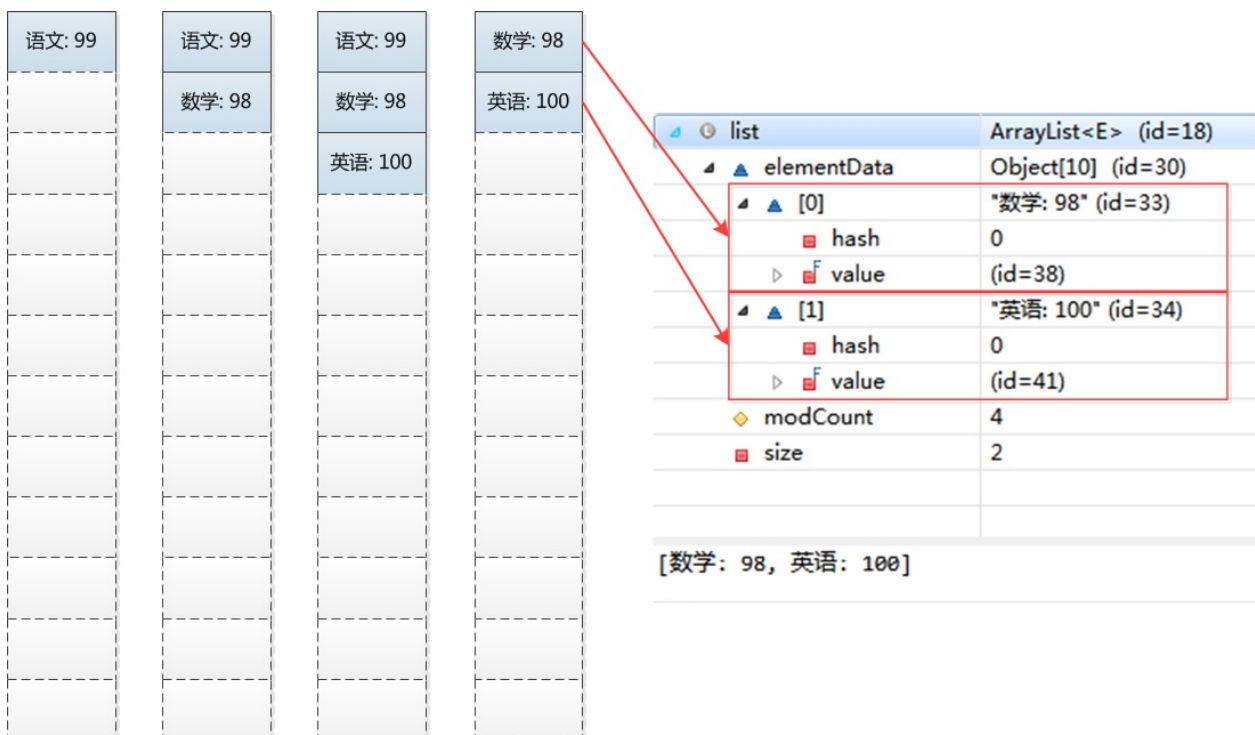 语文: 99
语文: 99
数学: 98
语文: 99
数学: 98
英语: 100
数学: 98
英语: 100
list ArrayList<E> (id=18)
elementData Object[10] (id=30)
[0] "数学: 98" (id=33)
hash 0
value (id=38)
[1] "英语: 100" (id=34)
hash 0
value (id=41)
modCount 4
size 2
[数学: 98, 英语: 100]